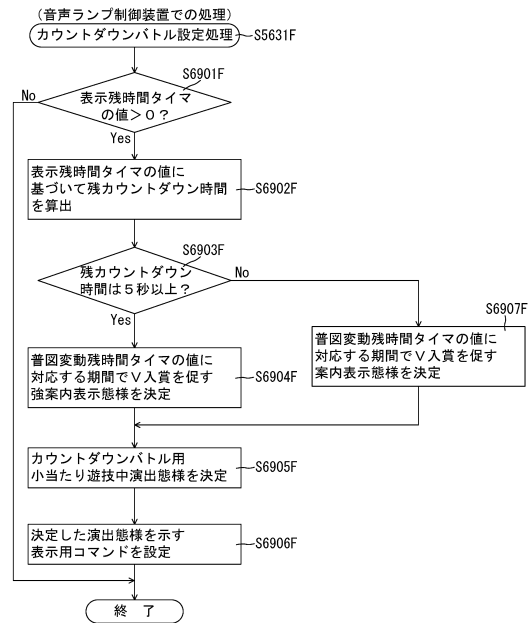 (音声ランプ制御装置での処理)
カウントダウンバトル設定処理
S5631F
S6901F
表示残時間タイマ
の値＞０？
No
Yes
表示残時間タイマの値に
基づいて残カウントダウン時間
を算出
S6902F
S6903F
残カウントダウン
時間は５秒以上？
No
Yes
S6907F
普図変動残時間タイマの値に
対応する期間でＶ入賞を促す
案内表示態様を決定
普図変動残時間タイマの値に
対応する期間でＶ入賞を促す
強案内表示態様を決定
S6904F
カウントダウンバトル用
小当たり遊技中演出態様を決定
S6905F
決定した演出態様を示す
表示用コマンドを設定
S6906F
終 了